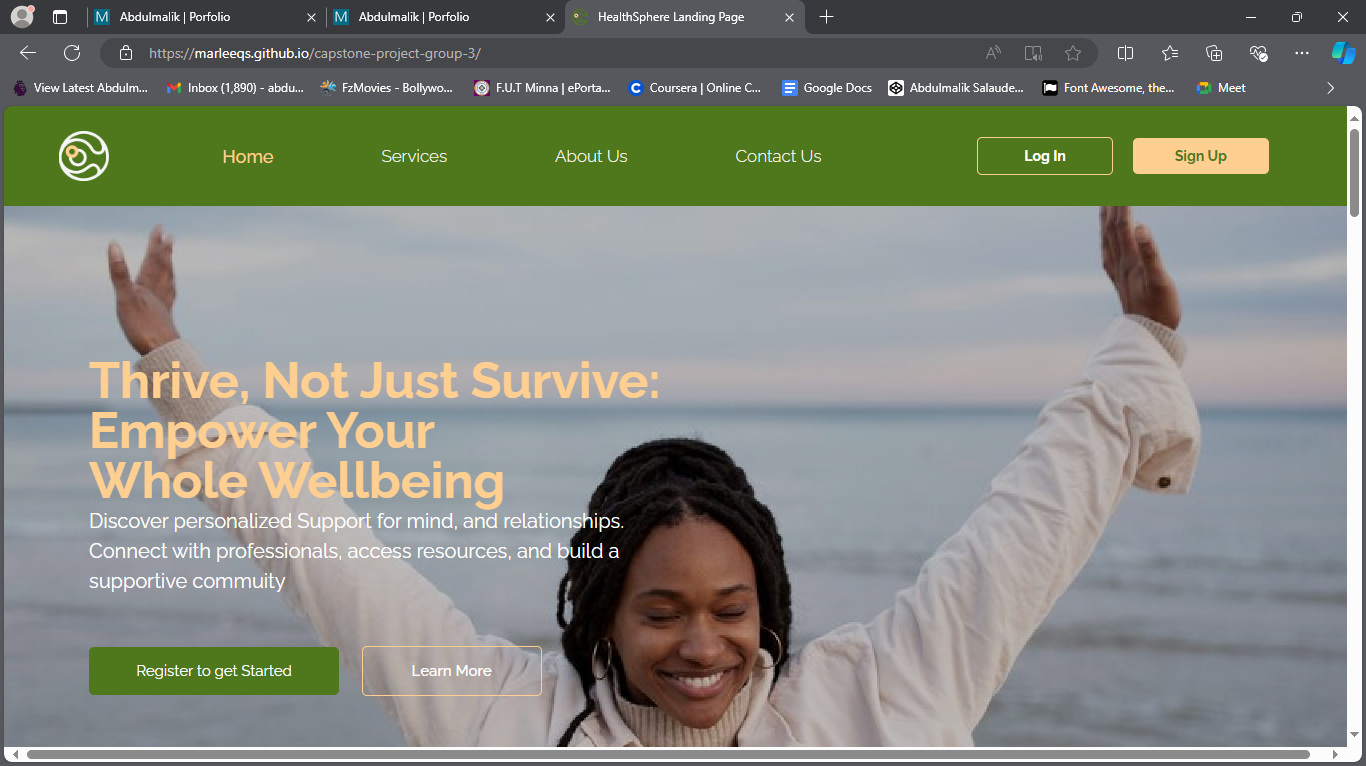 M Abdulmalik | Porfolio
M Abdulmalik | Porfolio
HealthSphere Landing Page
https://marleeqs.github.io/capstone-project-group-3/
View Latest Abdulm...
Inbox (1,890) - abdu...
FzMovies - Bollywo...
F.U.T Minna | ePorta...
C Coursera | Online C...
Google Docs
Abdulmalik Salaude...
Font Awesome, the...
Meet
Home
Services
About Us
Contact Us
Log In
Sign Up
Thrive, Not Just Survive:
Empower Your
Whole Wellbeing
Discover personalized Support for mind, and relationships.
Connect with professionals, access resources, and build a
supportive commuity
Register to get Started
Learn More